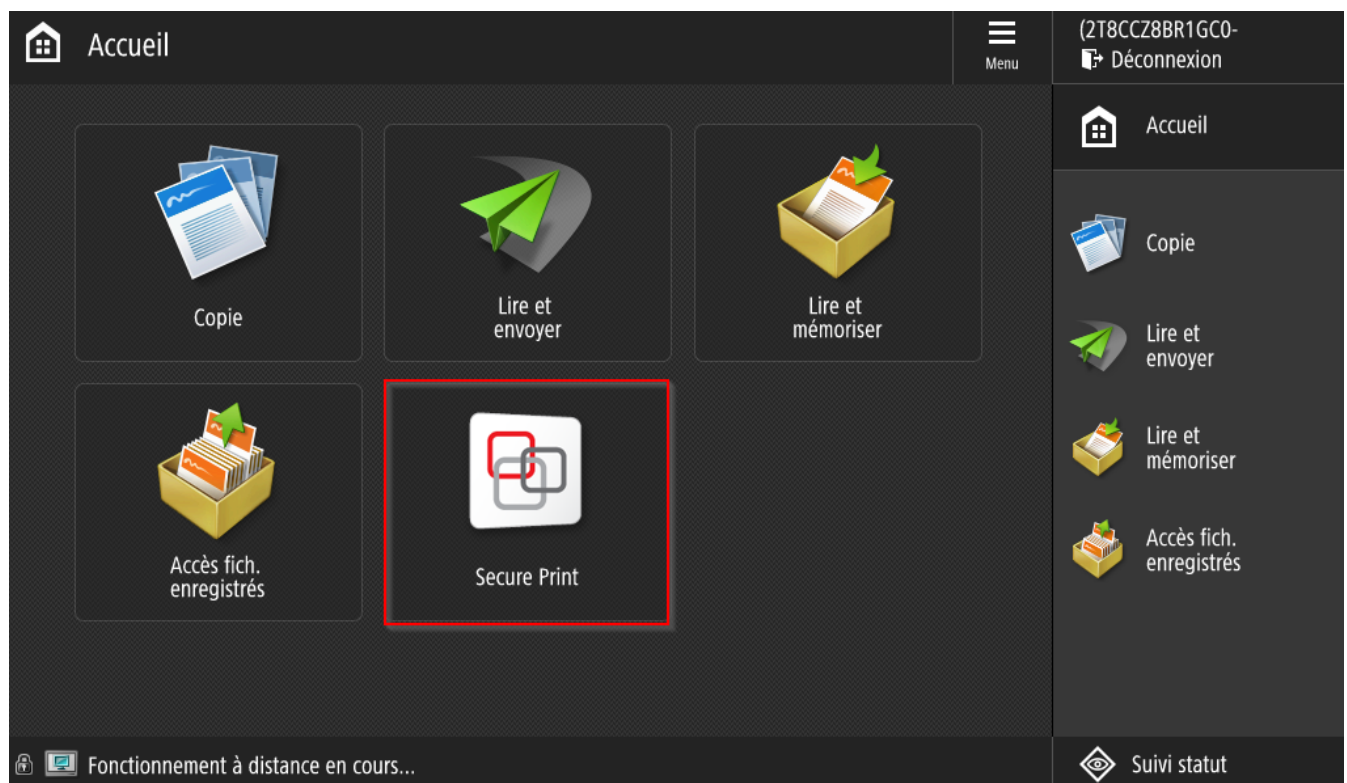 Accueil
Menu
(2T8CCZ8BR1GC0-
Déconnexion
Copie
Lire et
envoyer
Lire et
mémoriser
Accès fich.
enregistrés
Secure Print
Accueil
Copie
Lire et
envoyer
Lire et
mémoriser
Accès fich.
enregistrés
Fonctionnement à distance en cours...
Suivi statut